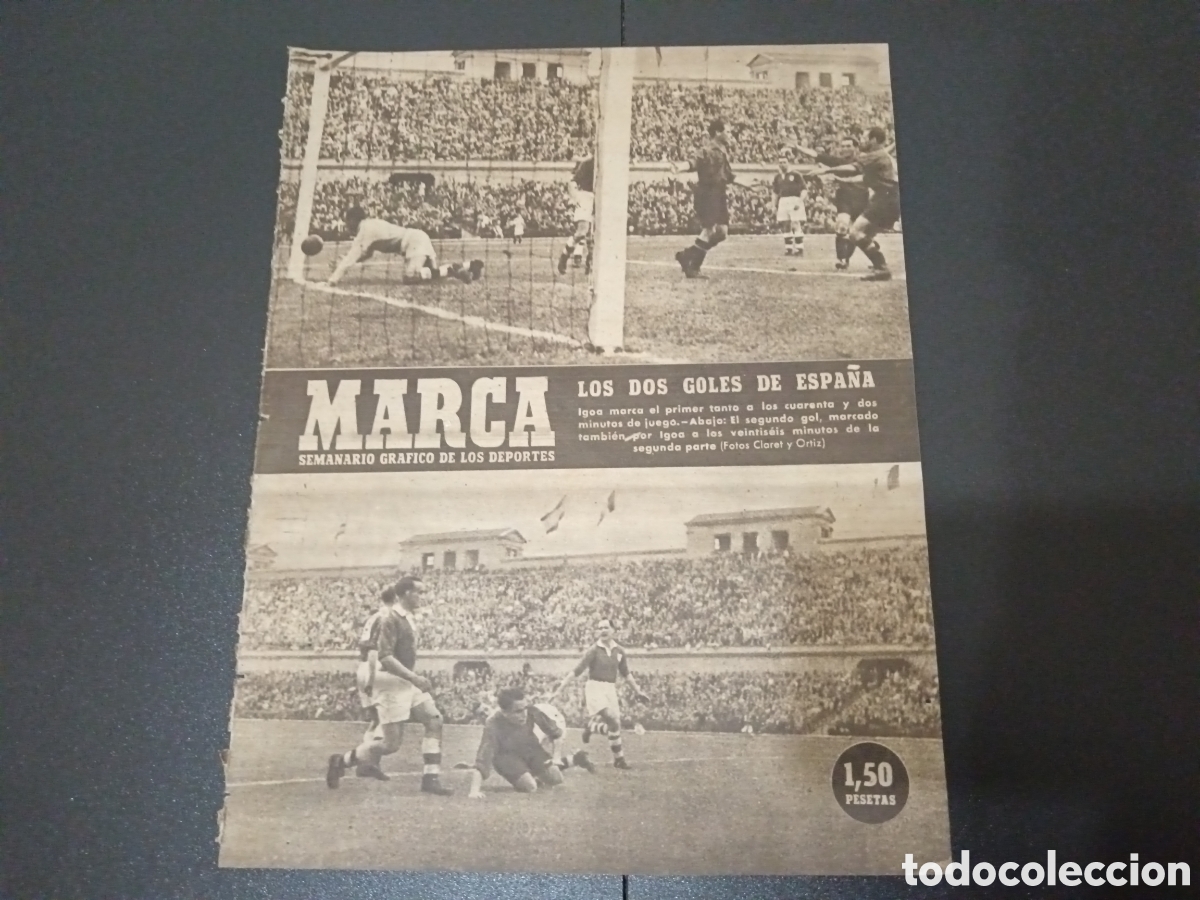 MARCA
SEMANARIO GRAFICO DE LOS DEPORTES
LOS DOS GOLES DE ESPAÑA
Igoa marca el primer tanto a los cuarenta y dos
minutos de juego.-Abajo: El segundo gol, marcado
también por Igoa a los veintiséis minutos de la
segunda parte (Fotos Claret y Ortiz)
1,50
PESETAS
todocoleccion.net